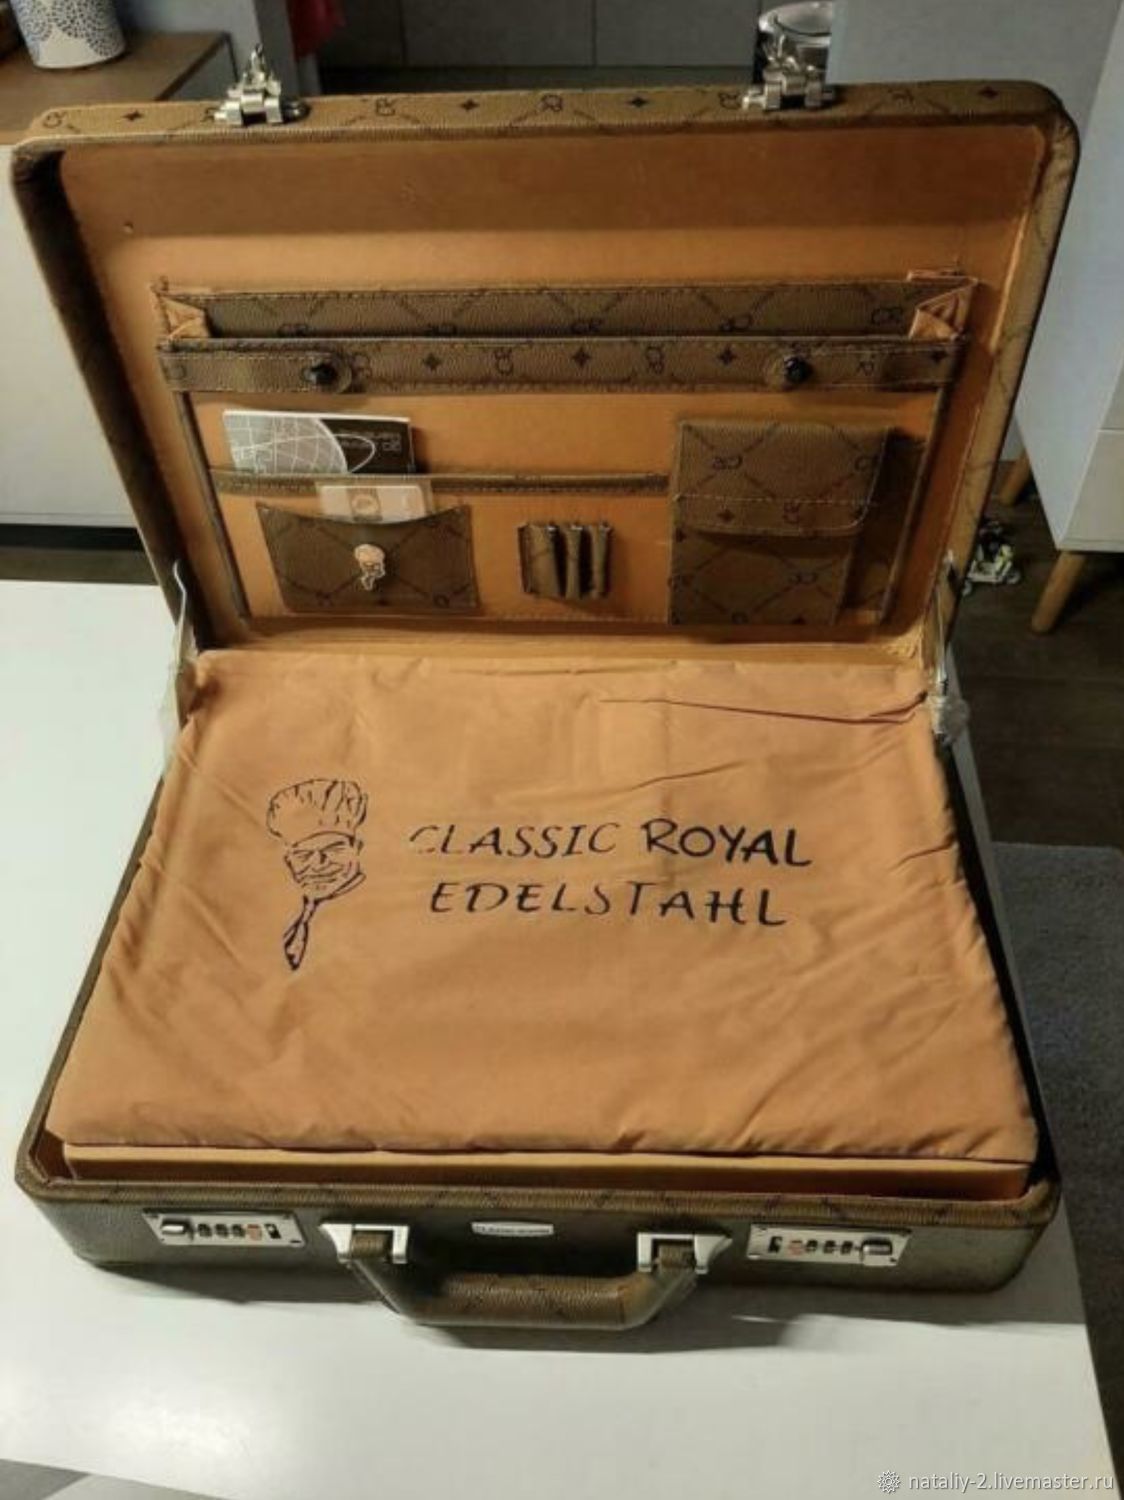 CLASSIC ROYAL
EDELSTAHL
nataliy-2.livemaster.ru